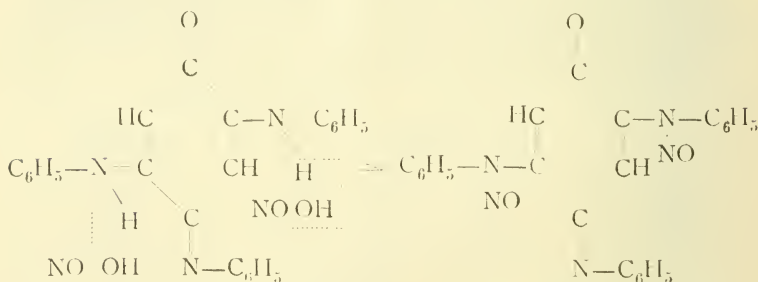 O O
C C
HC C—N C₆H₅ HC C—N—C₆H₅
C₆H₅—N—C CH H = C₆H₅—N—C CH NO
H C NO OH NO C
NO OH N—C₆H₅ N—C₆H₅